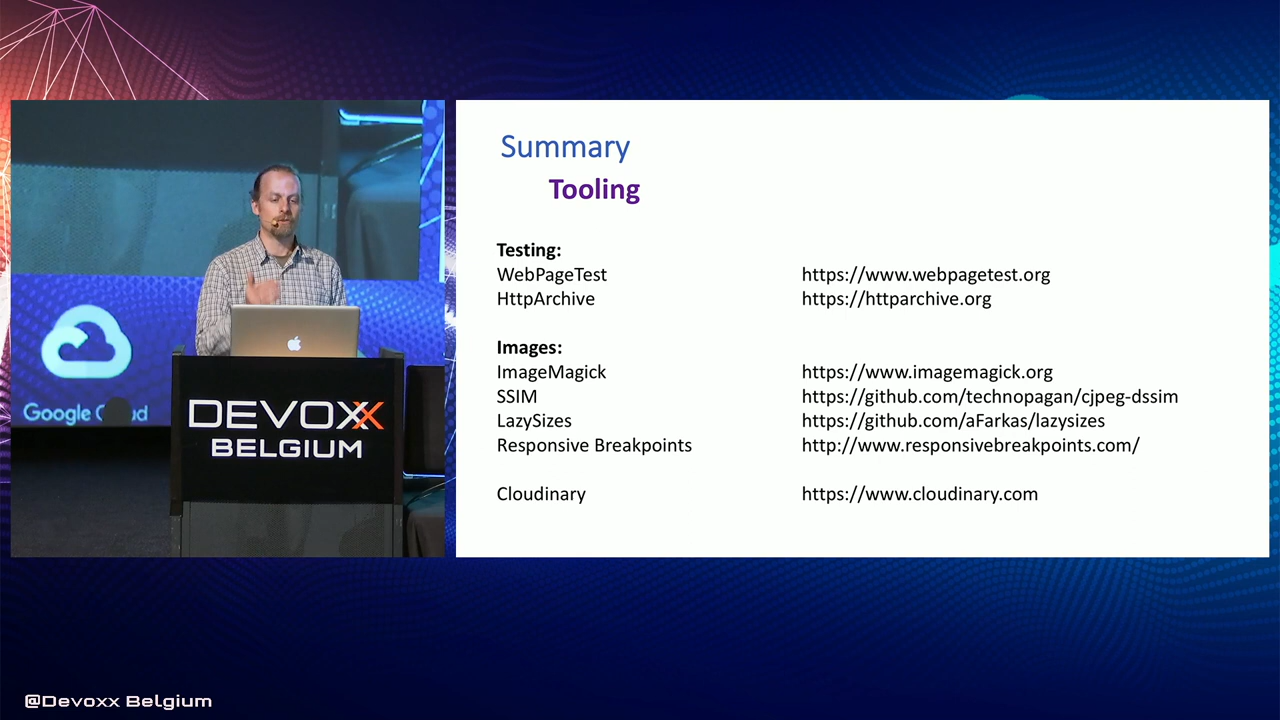 Summary
Tooling
Testing:
WebPageTest https://www.webpagetest.org
HttpArchive https://httparchive.org
Images:
ImageMagick https://www.imagemagick.org
SSIM https://github.com/technopagan/cjpeg-dssim
LazySizes https://github.com/aFarkas/lazysizes
Responsive Breakpoints http://www.responsivebreakpoints.com/
Cloudinary https://www.cloudinary.com
Google Cloud
DEVOXX
BELGIUM
@Devoxx Belgium